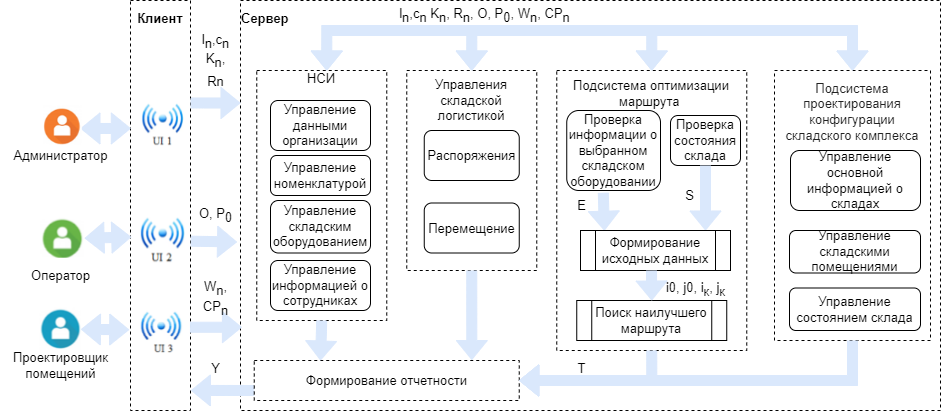 Клиент
Сервер
Iₙ,cₙ Kₙ, Rₙ, O, P₀, Wₙ, CPₙ
Iₙ,cₙ
Kₙ,
Rn
Администратор
UI 1
O, P₀
Оператор
UI 2
Wₙ,
CPₙ
Проектировщик
помещений
UI 3
Y
НСИ
Управление
данными
организации
Управление
номенклатурой
Управление
складским
оборудованием
Управление
информацией о
сотрудниках
Управления
складской
логистикой
Распоряжения
Перемещение
Подсистема оптимизации
маршрута
Проверка
информации о
выбранном
складском
оборудовании
Проверка
состояния
склада
E
S
Формирование
исходных данных
i0, j0, iₖ, jₖ
Поиск наилучшего
маршрута
Подсистема
проектирования
конфигурации
складского комплекса
Управление
основной
информацией о
складах
Управление
складскими
помещениями
Управление
состоянием склада
Формирование отчетности
T